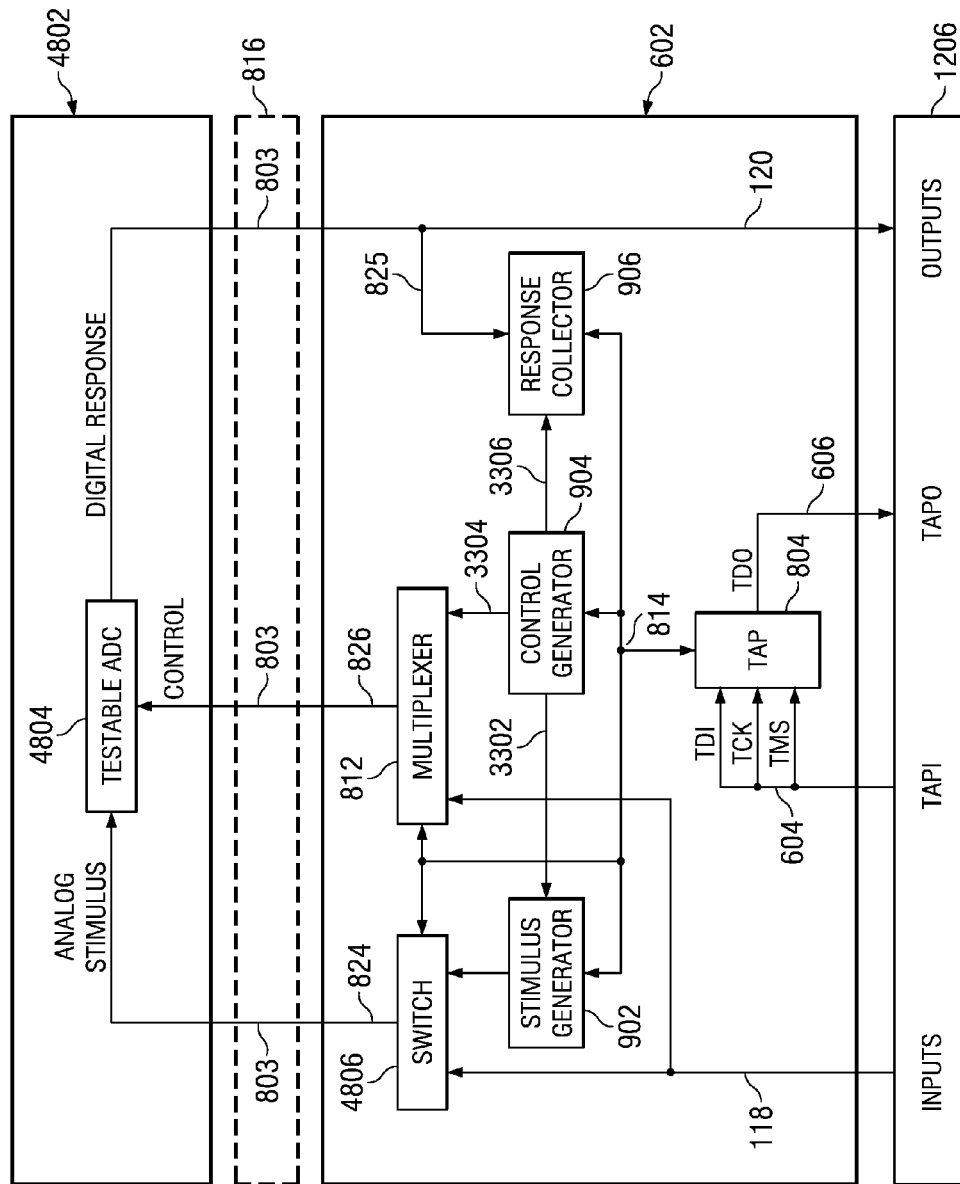 4802
816
602
1206
803
803
803
120
DIGITAL RESPONSE
825
RESPONSE
COLLECTOR
906
OUTPUTS
4804
TESTABLE ADC
CONTROL
826
812
MULTIPLEXER
3304
3306
904
CONTROL
GENERATOR
3302
814
606
TDO
804
TAP
TAPO
TDI
TCK
TMS
604
TAPI
ANALOG
STIMULUS
824
4806
SWITCH
STIMULUS
GENERATOR
902
118
INPUTS